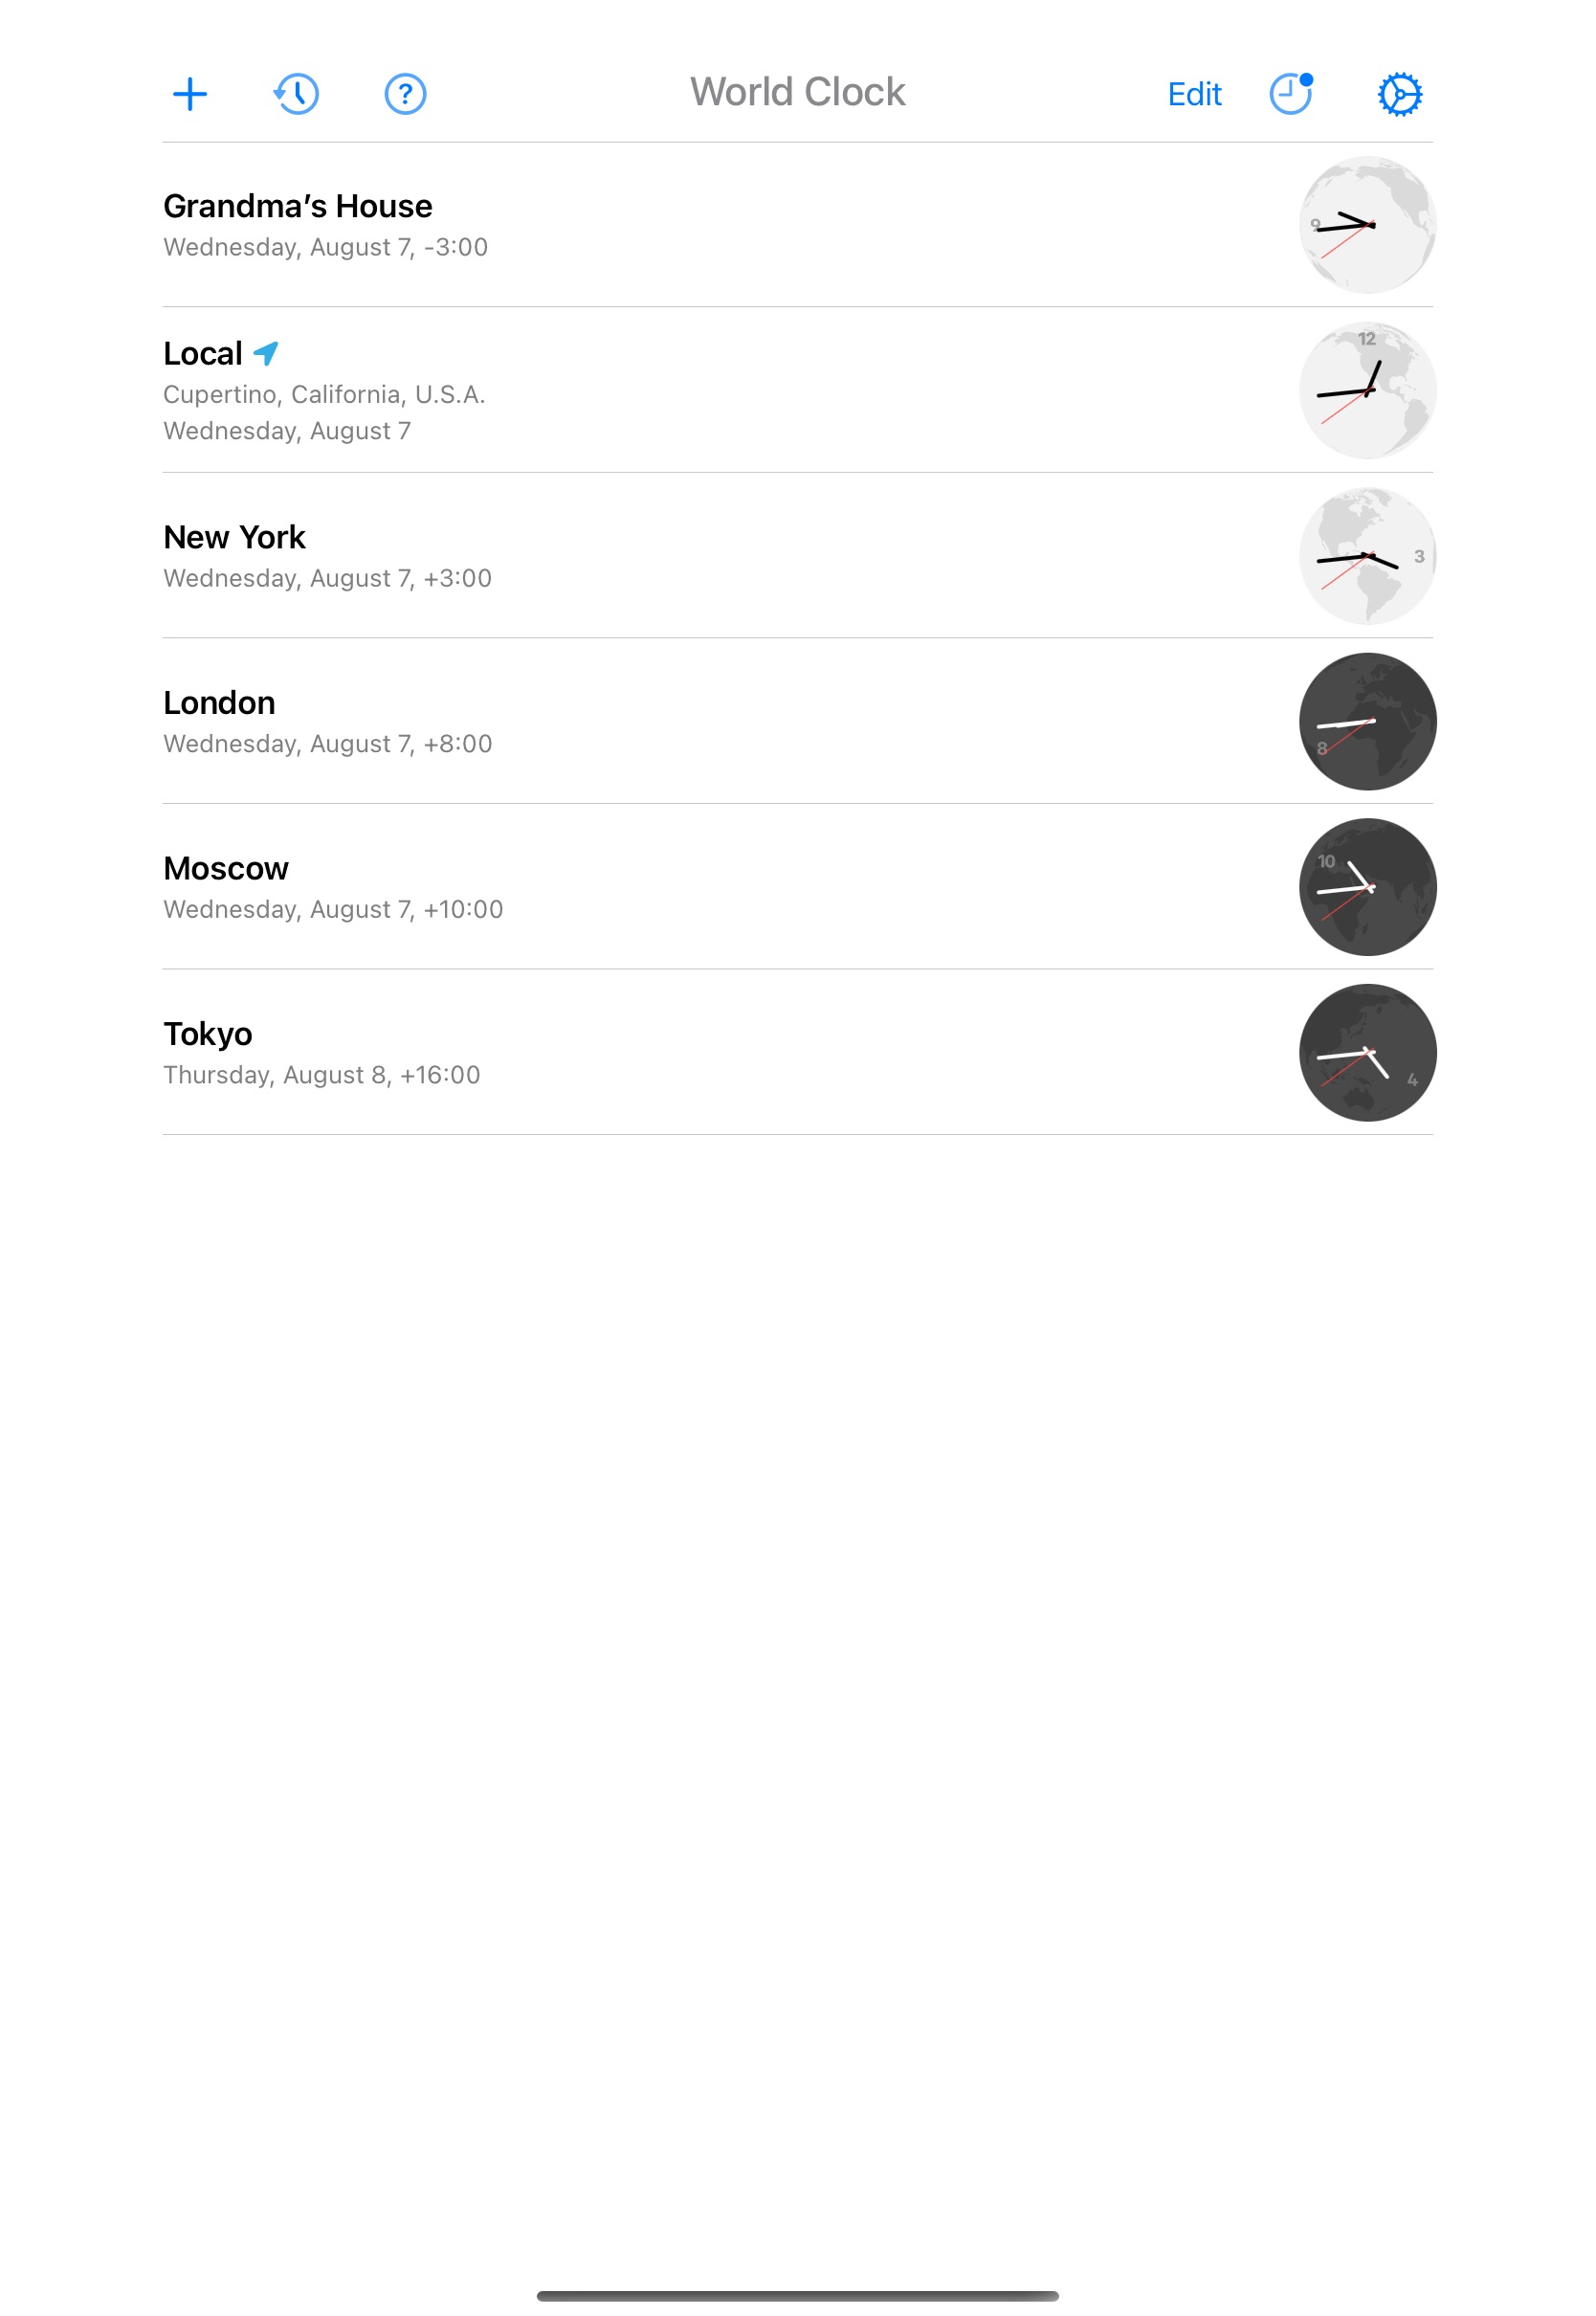 World Clock
Edit
Grandma’s House
Wednesday, August 7, -3:00
9
Local
Cupertino, California, U.S.A.
Wednesday, August 7
12
New York
Wednesday, August 7, +3:00
3
London
Wednesday, August 7, +8:00
8
Moscow
Wednesday, August 7, +10:00
10
Tokyo
Thursday, August 8, +16:00
4